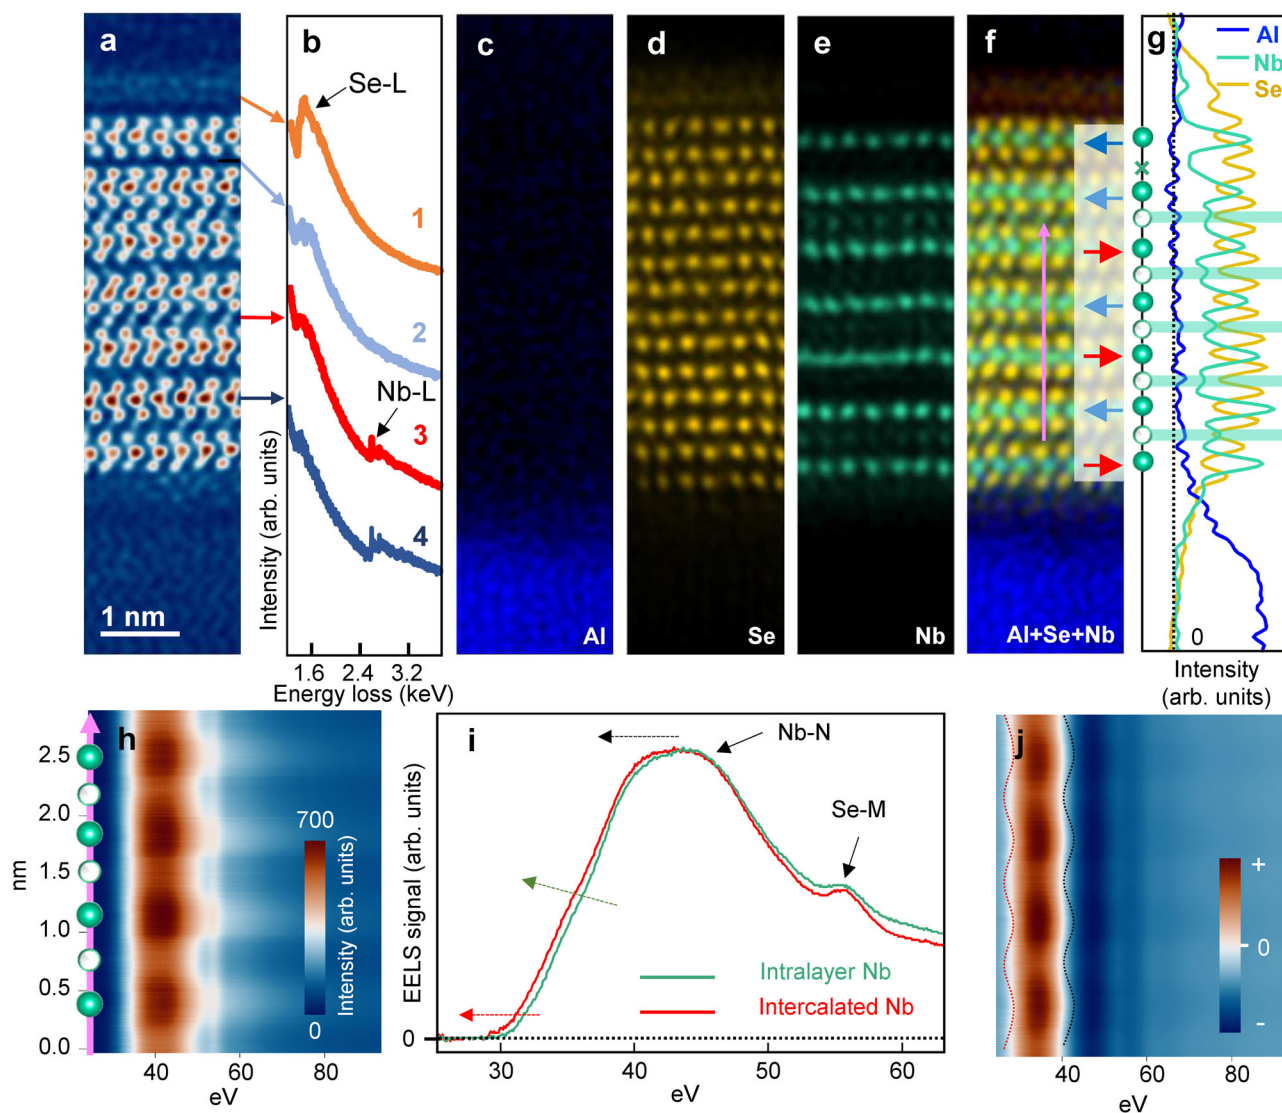 a
1 nm
b
Se-L
1
2
Nb-L
3
4
Intensity (arb. units)
1.6 2.4 3.2
Energy loss (keV)
c
Al
d
Se
e
Nb
f
Al+Se+Nb
g
Al
Nb
Se
0
Intensity
(arb. units)
h
2.5
2.0
1.5
1.0
0.5
0.0
nm
700
Intensity (arb. units)
0
40 60 80
eV
i
Nb-N
Se-M
EELS signal (arb. units)
Intralayer Nb
Intercalated Nb
0
30 40 50 60
eV
j
+
0
-
40 60 80
eV